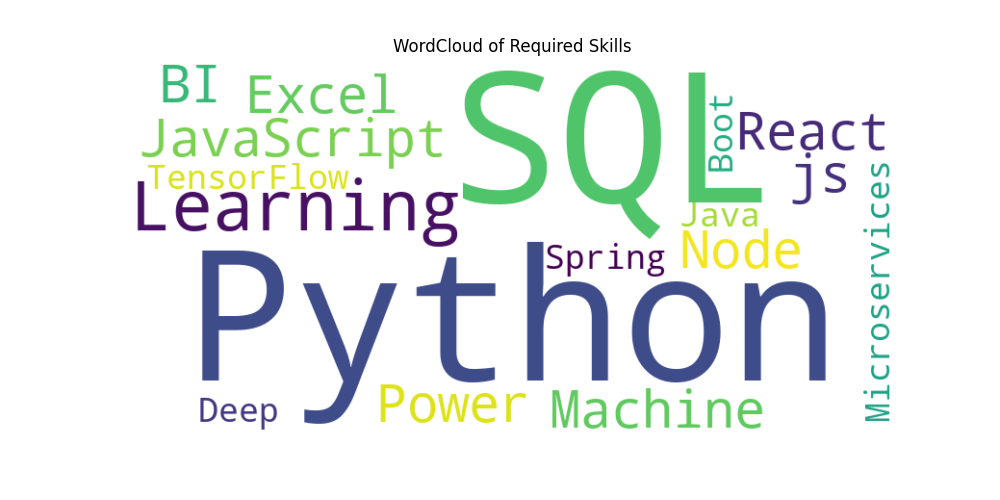 WordCloud of Required Skills
BI
Excel
SQL
Boot
React
JavaScript
js
TensorFlow
Learning
Java
Microservices
Spring
Node
Python
Deep
Power
Machine